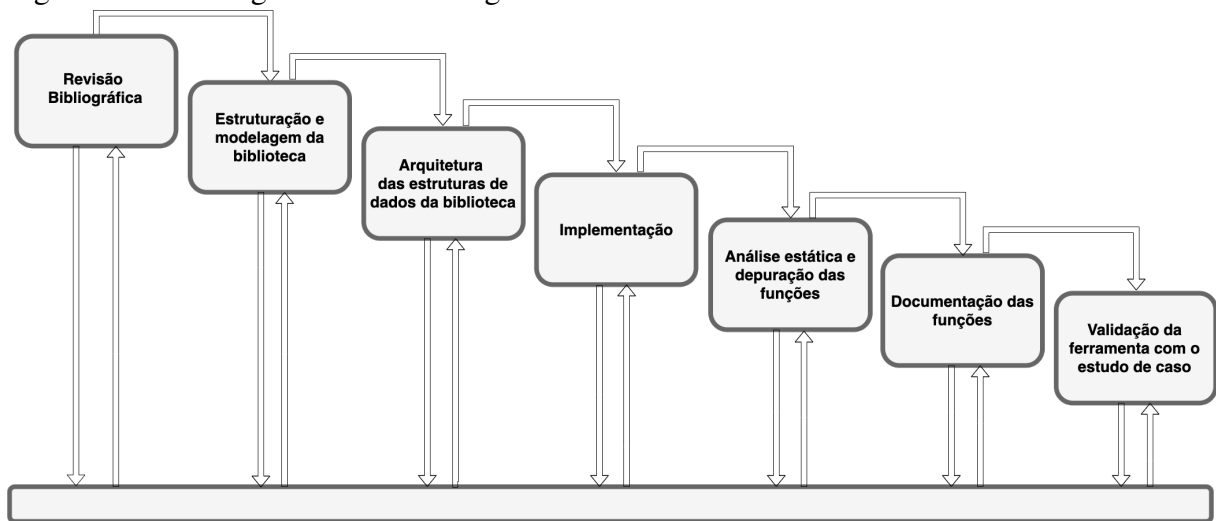 Revisão
Bibliográfica
Estruturação e
modelagem da
biblioteca
Arquitetura
das estruturas de
dados da biblioteca
Implementação
Análise estática e
depuração das
funções
Documentação das
funções
Validação da
ferramenta com o
estudo de caso